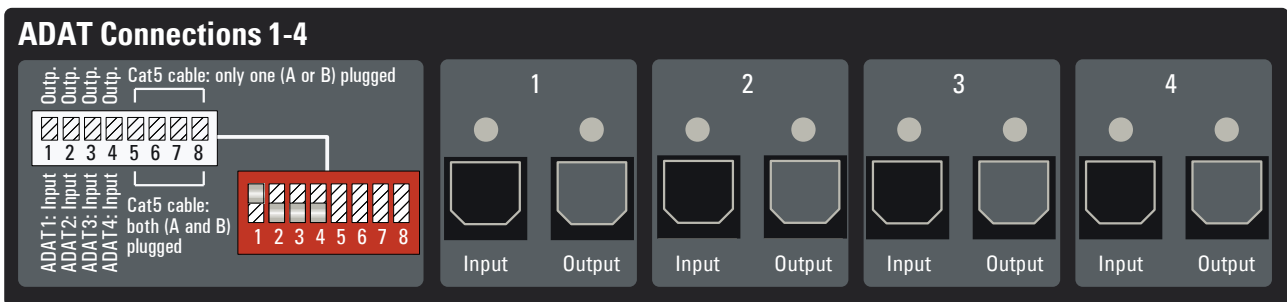 ADAT Connections 1-4
Outp.
Outp.
Outp.
Outp.
Cat5 cable: only one (A or B) plugged
1 2 3 4 5 6 7 8
ADAT1: Input
ADAT2: Input
ADAT3: Input
ADAT4: Input
Cat5 cable:
both (A and B)
plugged
1 2 3 4 5 6 7 8
1
Input Output
2
Input Output
3
Input Output
4
Input Output